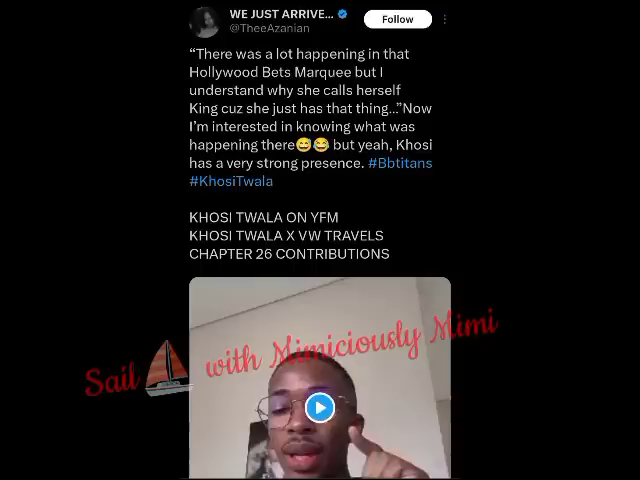 WE JUST ARRIVE...
Follow
@TheeAzanian
“There was a lot happening in that
Hollywood Bets Marquee but I
understand why she calls herself
King cuz she just has that thing...”Now
I’m interested in knowing what was
happening there😅😂 but yeah, Khosi
has a very strong presence. #Bbtitans
#KhosiTwala
KHOSI TWALA ON YFM
KHOSI TWALA X VW TRAVELS
CHAPTER 26 CONTRIBUTIONS
Sail with Mimiciously Mimi